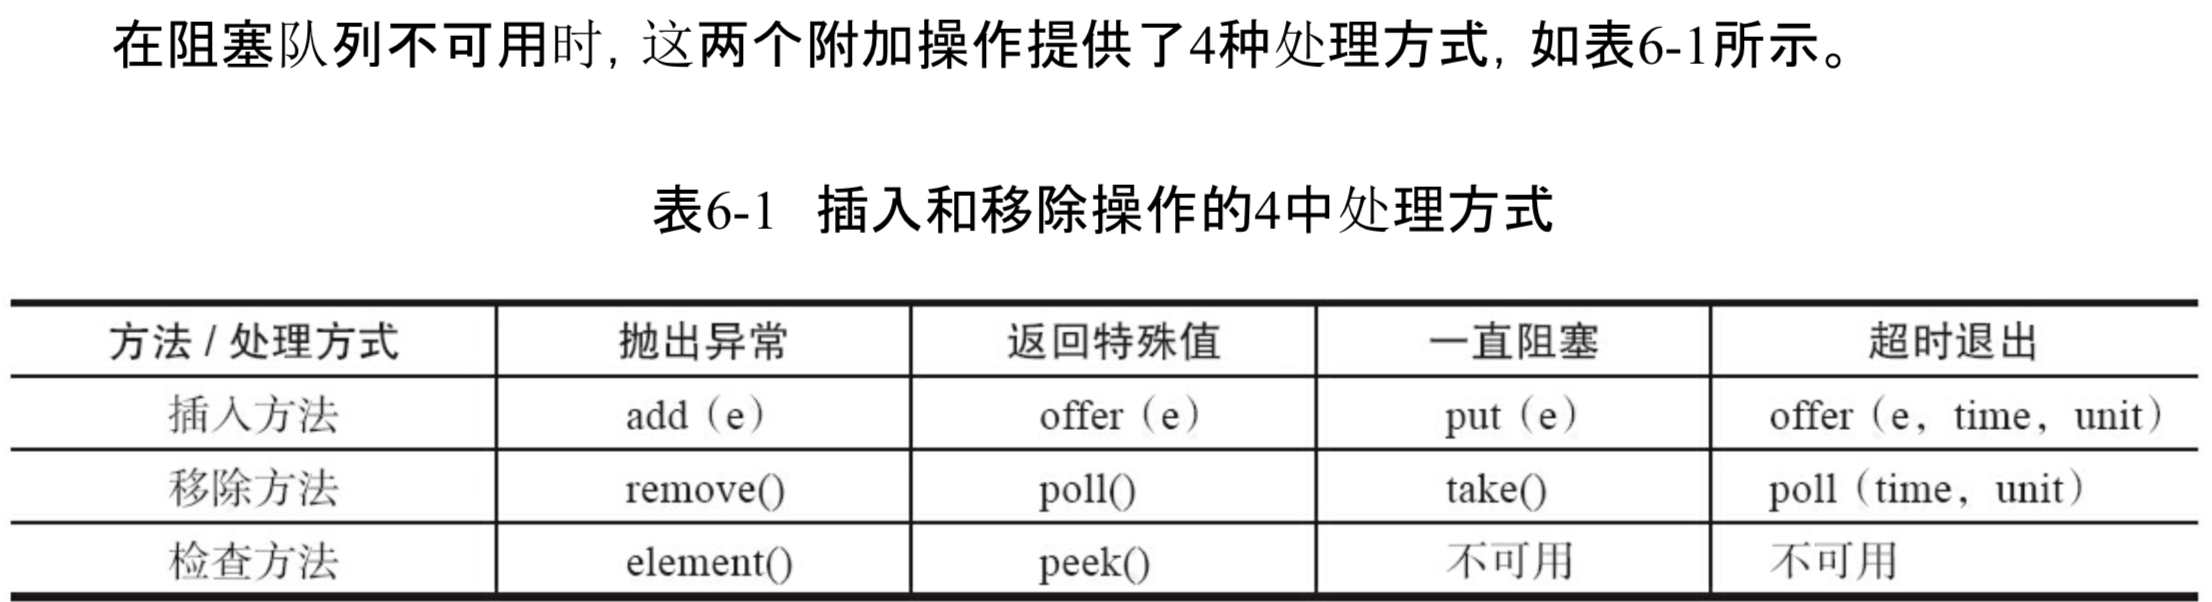 在阻塞队列不可用时，这两个附加操作提供了4种处理方式，如表6-1所示。
表6-1 插入和移除操作的4中处理方式
方法 / 处理方式 抛出异常 返回特殊值 一直阻塞 超时退出
插入方法 add（e） offer（e） put（e） offer（e，time，unit）
移除方法 remove() poll() take() poll（time，unit）
检查方法 element() peek() 不可用 不可用